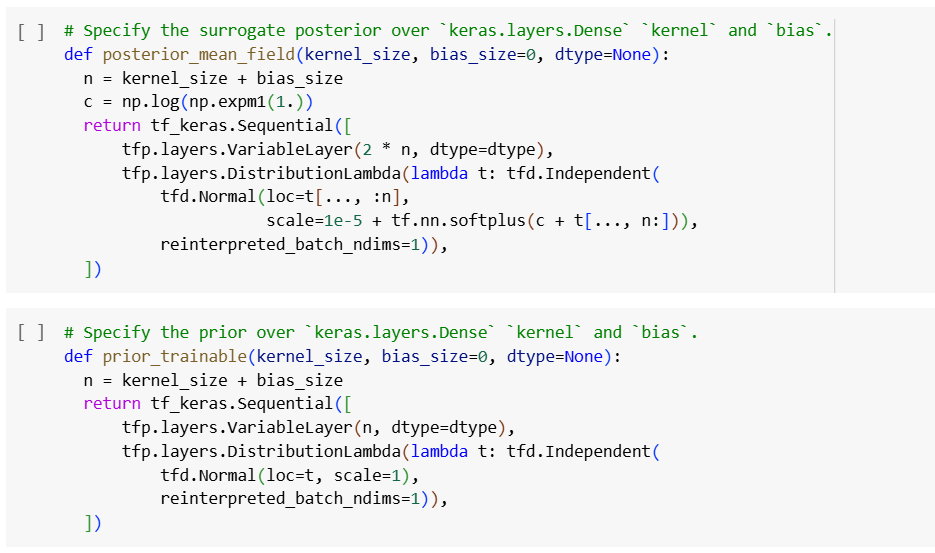 [ ] # Specify the surrogate posterior over `keras.layers.Dense` `kernel` and `bias`.
def posterior_mean_field(kernel_size, bias_size=0, dtype=None):
  n = kernel_size + bias_size
  c = np.log(np.expm1(1.))
  return tf_keras.Sequential([
      tfp.layers.VariableLayer(2 * n, dtype=dtype),
      tfp.layers.DistributionLambda(lambda t: tfd.Independent(
          tfd.Normal(loc=t[..., :n],
                     scale=1e-5 + tf.nn.softplus(c + t[..., n:])),
          reinterpreted_batch_ndims=1)),
  ])
[ ] # Specify the prior over `keras.layers.Dense` `kernel` and `bias`.
def prior_trainable(kernel_size, bias_size=0, dtype=None):
  n = kernel_size + bias_size
  return tf_keras.Sequential([
      tfp.layers.VariableLayer(n, dtype=dtype),
      tfp.layers.DistributionLambda(lambda t: tfd.Independent(
          tfd.Normal(loc=t, scale=1),
          reinterpreted_batch_ndims=1)),
  ])